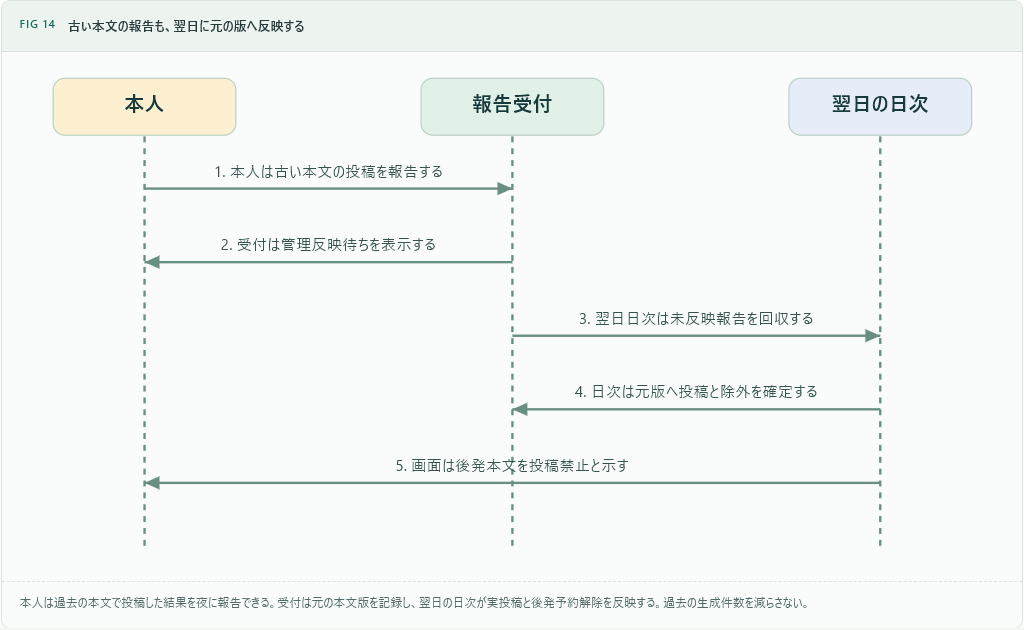 FIG 14 古い本文の報告も、翌日に元の版へ反映する
本人
報告受付
翌日の日次
1. 本人は古い本文の投稿を報告する
2. 受付は管理反映待ちを表示する
3. 翌日日次は未反映報告を回収する
4. 日次は元版へ投稿と除外を確定する
5. 画面は後発本文を投稿禁止と示す
本人は過去の本文で投稿した結果を夜に報告できる。受付は元の本文版を記録し、翌日の日次が実投稿と後発予約解除を反映する。過去の生成件数を減らさない。